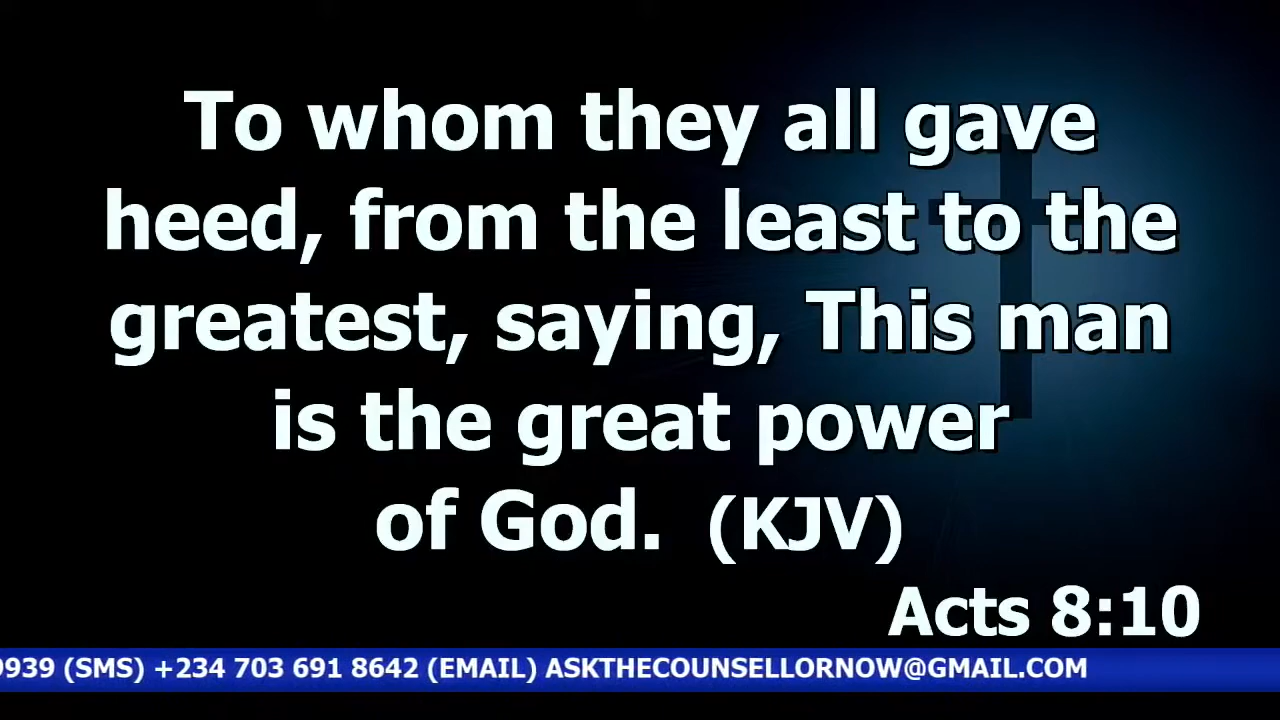 To whom they all gave
heed, from the least to the
greatest, saying, This man
is the great power
of God.  (KJV)
Acts 8:10
939 (SMS) +234 703 691 8642 (EMAIL) ASKTHECOUNSELLORNOW@GMAIL.COM